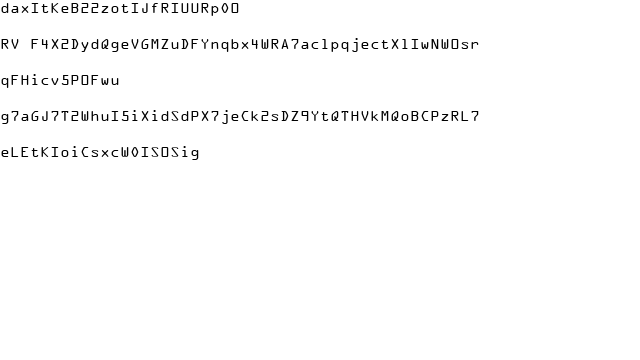 daxItKeB22zotIJfRIUURp0O
RV F4X2DydQgeVGMZuDFYnqbx4WRA7aclpqjectXlIwNWOsr
qFHicv5POFwu
g7aGJ7T2WhuI5iXidSdPX7jeCk2sDZ9YtQTHVkMQoBCPzRL7
eLEtKIoiCsxcW0ISOSig